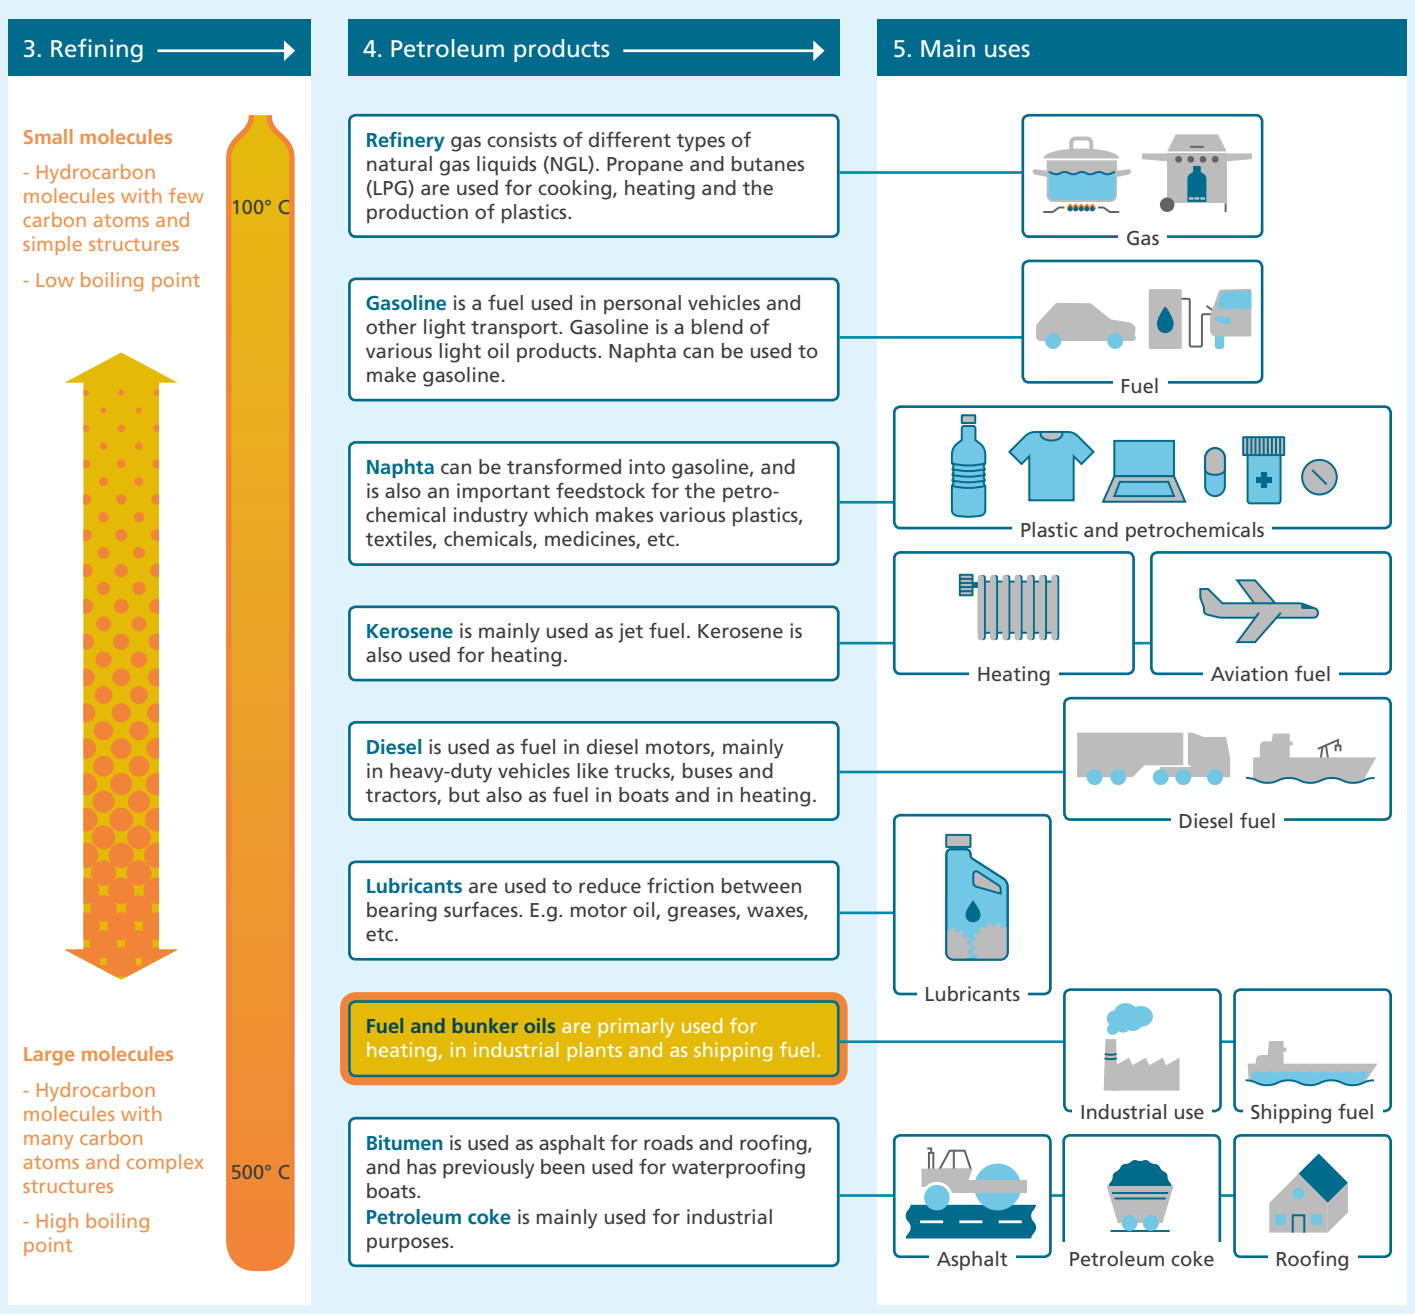 3. Refining
4. Petroleum products
5. Main uses
Small molecules
- Hydrocarbon
molecules with few
carbon atoms and
simple structures
- Low boiling point
100° C
Large molecules
- Hydrocarbon
molecules with
many carbon
atoms and complex
structures
- High boiling
point
500° C
Refinery gas consists of different types of
natural gas liquids (NGL). Propane and butanes
(LPG) are used for cooking, heating and the
production of plastics.
Gasoline is a fuel used in personal vehicles and
other light transport. Gasoline is a blend of
various light oil products. Naphta can be used to
make gasoline.
Naphta can be transformed into gasoline, and
is also an important feedstock for the petro-
chemical industry which makes various plastics,
textiles, chemicals, medicines, etc.
Kerosene is mainly used as jet fuel. Kerosene is
also used for heating.
Diesel is used as fuel in diesel motors, mainly
in heavy-duty vehicles like trucks, buses and
tractors, but also as fuel in boats and in heating.
Lubricants are used to reduce friction between
bearing surfaces. E.g. motor oil, greases, waxes,
etc.
Fuel and bunker oils are primarly used for
heating, in industrial plants and as shipping fuel.
Bitumen is used as asphalt for roads and roofing,
and has previously been used for waterproofing
boats.
Petroleum coke is mainly used for industrial
purposes.
Gas
Fuel
Plastic and petrochemicals
Heating
Aviation fuel
Diesel fuel
Lubricants
Industrial use
Shipping fuel
Asphalt
Petroleum coke
Roofing